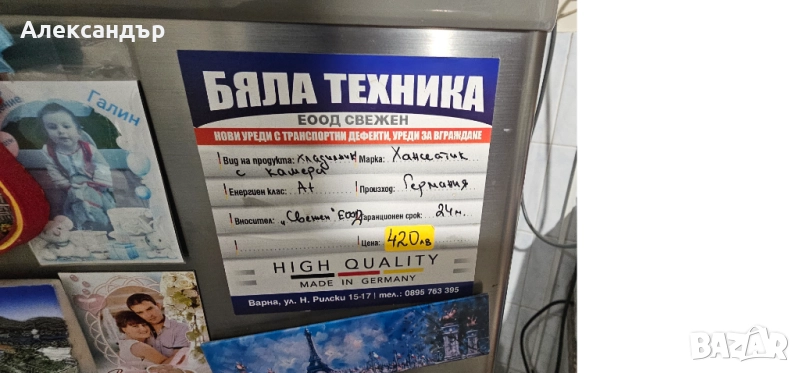 Александър
БЯЛА ТЕХНИКА
ЕООД СВЕЖЕН
НОВИ УРЕДИ С ТРАНСПОРТНИ ДЕФЕКТИ, УРЕДИ ЗА ВГРАЖДАНЕ
Вид на продукта: хладилник Марка: Хансеатик
с камера
Енергиен клас: А+ Произход: Германия
Вносител: "Свежен" ЕООД Гаранционен срок: 24м.
Цена: 420лв
HIGH QUALITY
MADE IN GERMANY
Варна, ул. Н. Рилски 15-17 | тел.: 0895 763 395
Галин
BAZAR